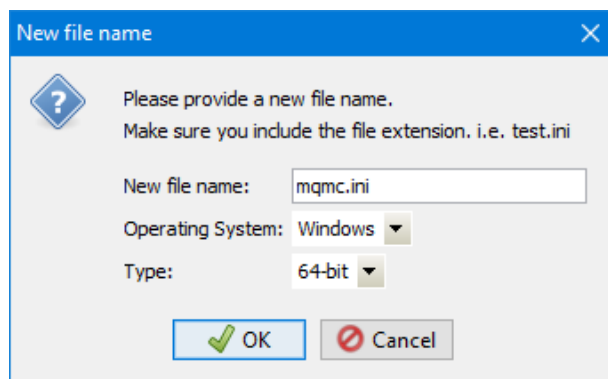 New file name
?
Please provide a new file name.
Make sure you include the file extension. i.e. test.ini
New file name: mqmc.ini
Operating System: Windows
Type: 64-bit
OK Cancel